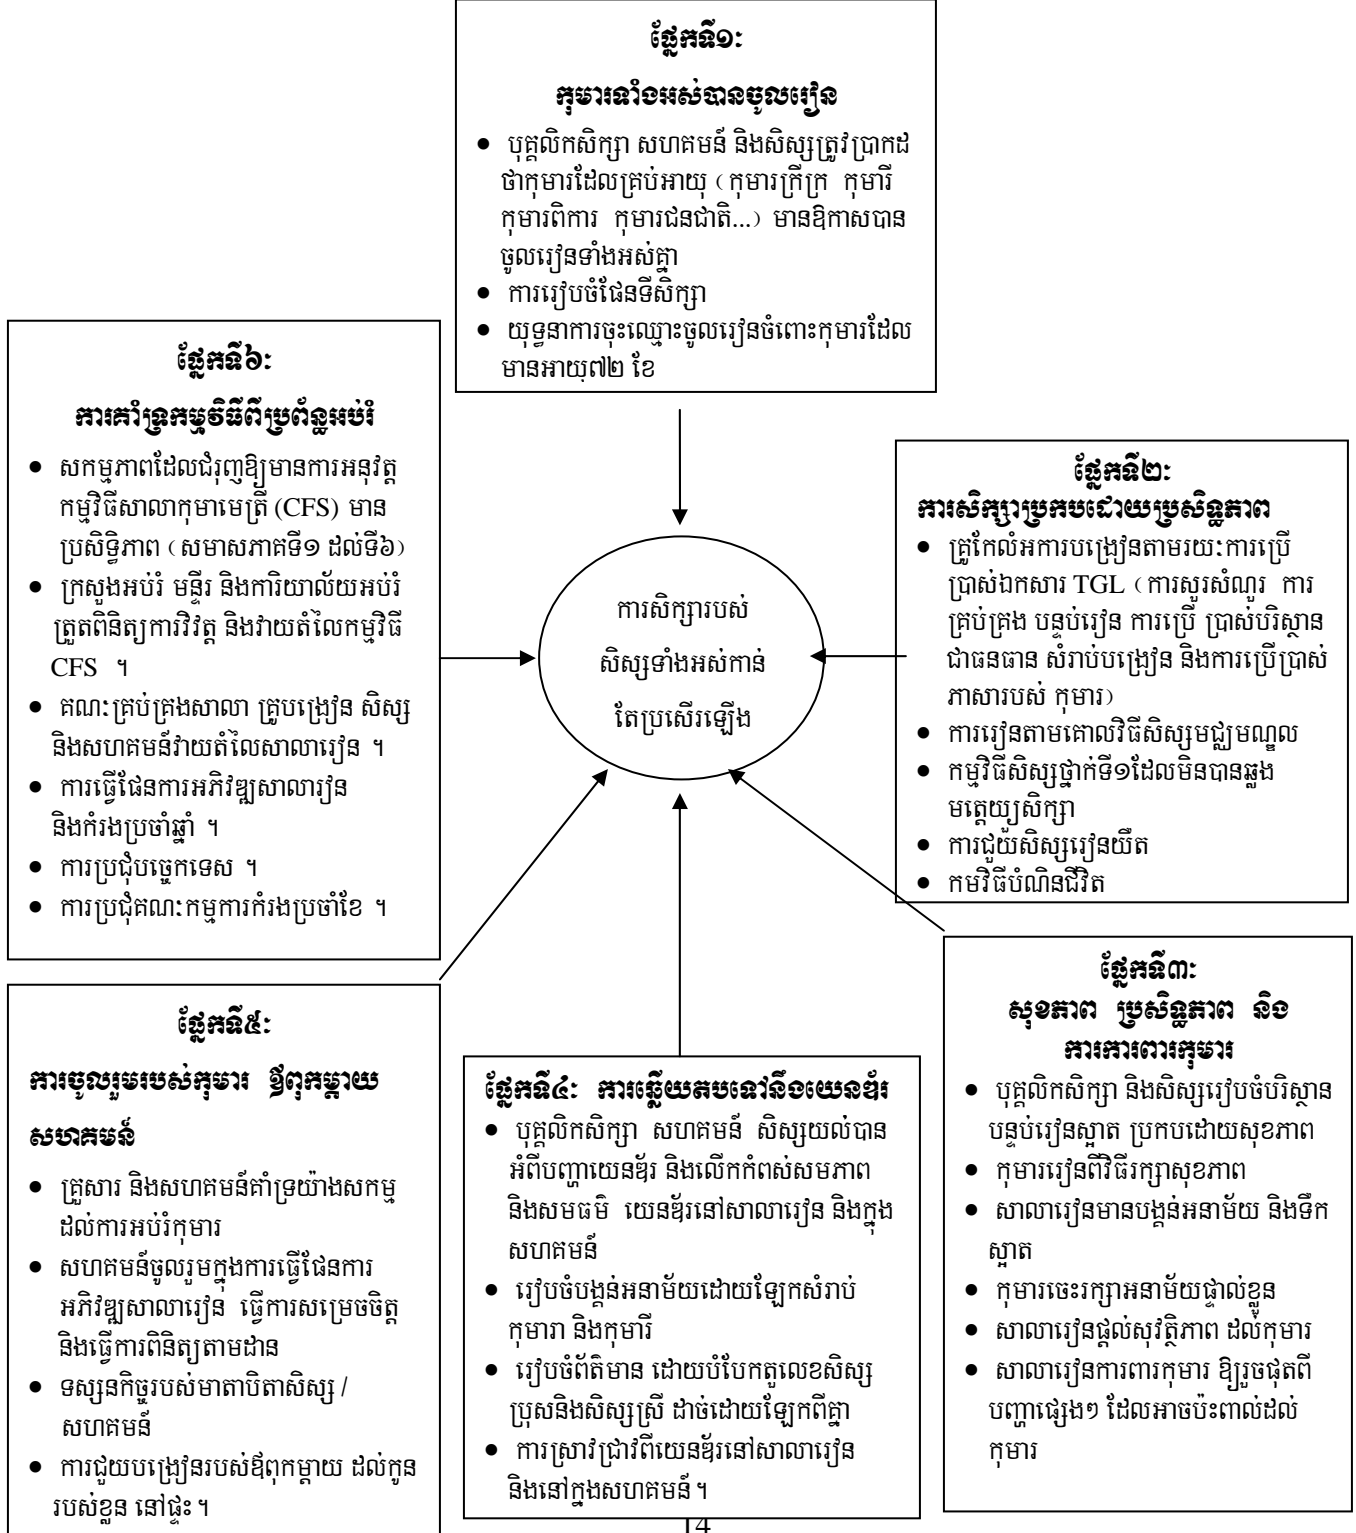 ផ្នែកទី១:
កុមារទាំងអស់បានចូលរៀន
● បុគ្គលិកសិក្សា សហគមន៍ និងសិស្សត្រូវប្រាកដ
ថាកុមារដែលគ្រប់អាយុ (កុមារក្រីក្រ កុមារី
កុមារពិការ កុមារជនជាតិ...) មានឱកាសបាន
ចូលរៀនទាំងអស់គ្នា
● ការរៀបចំផែនទីសិក្សា
● យុទ្ធនាការចុះឈ្មោះចូលរៀនចំពោះកុមារដែល
មានអាយុ៧២ ខែ
ផ្នែកទី២:
ការសិក្សាប្រកបដោយប្រសិទ្ធភាព
● គ្រូកែលំអការបង្រៀនតាមរយៈការប្រើ
ប្រាស់ឯកសារ TGL (ការសួរសំណួរ ការ
គ្រប់គ្រង បន្ទប់រៀន ការប្រើ ប្រាស់បរិស្ថាន
ជាធនធាន សំរាប់បង្រៀន និងការប្រើប្រាស់
ភាសារបស់ កុមារ)
● ការរៀនតាមគោលវិធីសិស្សមជ្ឈមណ្ឌល
● កម្មវិធីសិស្សថ្នាក់ទី១ដែលមិនបានឆ្លង
មត្តេយ្យសិក្សា
● ការជួយសិស្សរៀនយឺត
● កមវិធីបំណិនជីវិត
ផ្នែកទី៣:
សុខភាព ប្រសិទ្ធភាព និង
ការការពារកុមារ
● បុគ្គលិកសិក្សា និងសិស្សរៀបចំបរិស្ថាន
បន្ទប់រៀនស្អាត ប្រកបដោយសុខភាព
● កុមាររៀនពីវិធីរក្សាសុខភាព
● សាលារៀនមានបង្គន់អនាម័យ និងទឹក
ស្អាត
● កុមារចេះរក្សាអនាម័យផ្ទាល់ខ្លួន
● សាលារៀនផ្តល់សុវត្ថិភាព ដល់កុមារ
● សាលារៀនការពារកុមារ ឱ្យរួចផុតពី
បញ្ហាផ្សេងៗ ដែលអាចប៉ះពាល់ដល់
កុមារ
ផ្នែកទី៤: ការឆ្លើយតបទៅនឹងយេនឌ័រ
● បុគ្គលិកសិក្សា សហគមន៍ សិស្សយល់បាន
អំពីបញ្ហាយេនឌ័រ និងលើកកំពស់សមភាព
និងសមធម៌ យេនឌ័រនៅសាលារៀន និងក្នុង
សហគមន៍
● រៀបចំបង្គន់អនាម័យដោយឡែកសំរាប់
កុមារា និងកុមារី
● រៀបចំព័ត៌មាន ដោយបំបែកតួលេខសិស្ស
ប្រុសនិងសិស្សស្រី ដាច់ដោយឡែកពីគ្នា
● ការស្រាវជ្រាវពីយេនឌ័រនៅសាលារៀន
និងនៅក្នុងសហគមន៍។
ផ្នែកទី៥:
ការចូលរួមរបស់កុមារ ឪពុកម្តាយ
សហគមន៍
● គ្រួសារ និងសហគមន៍គាំទ្រយ៉ាងសកម្ម
ដល់ការអប់រំកុមារ
● សហគមន៍ចូលរួមក្នុងការធ្វើផែនការ
អភិវឌ្ឍសាលារៀន ធ្វើការសម្រេចចិត្ត
និងធ្វើការពិនិត្យតាមដាន
● ទស្សនកិច្ចរបស់មាតាបិតាសិស្ស /
សហគមន៍
● ការជួយបង្រៀនរបស់ឪពុកម្តាយ ដល់កូន
របស់ខ្លួន នៅផ្ទះ។
ផ្នែកទី៦:
ការគាំទ្រកម្មវិធីពីប្រព័ន្ធអប់រំ
● សកម្មភាពដែលជំរុញឱ្យមានការអនុវត្ត
កម្មវិធីសាលាកុមាមេត្រី (CFS) មាន
ប្រសិទ្ធិភាព (សមាសភាគទី១ ដល់ទី៦)
● ក្រសួងអប់រំ មន្ទីរ និងការិយាល័យអប់រំ
ត្រួតពិនិត្យការវិវត្ត និងវាយតំលៃកម្មវិធី
CFS ។
● គណៈគ្រប់គ្រងសាលា គ្រូបង្រៀន សិស្ស
និងសហគមន៍វាយតំលៃសាលារៀន ។
● ការធ្វើផែនការអភិវឌ្ឍសាលារៀន
និងកំរងប្រចាំឆ្នាំ ។
● ការប្រជុំបច្ចេកទេស ។
● ការប្រជុំគណៈកម្មការកំរងប្រចាំខែ ។
ការសិក្សារបស់
សិស្សទាំងអស់កាន់
តែប្រសើរឡើង
14